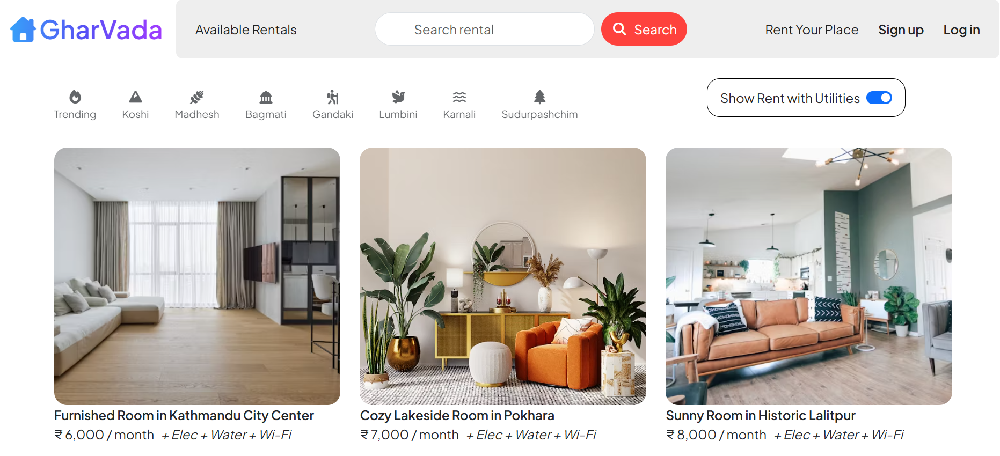 GharVada
Available Rentals
Search rental
Search
Rent Your Place
Sign up
Log in
Trending
Koshi
Madhesh
Bagmati
Gandaki
Lumbini
Karnali
Sudurpashchim
Show Rent with Utilities
Furnished Room in Kathmandu City Center
₹ 6,000 / month + Elec + Water + Wi-Fi
Cozy Lakeside Room in Pokhara
₹ 7,000 / month + Elec + Water + Wi-Fi
Sunny Room in Historic Lalitpur
₹ 8,000 / month + Elec + Water + Wi-Fi